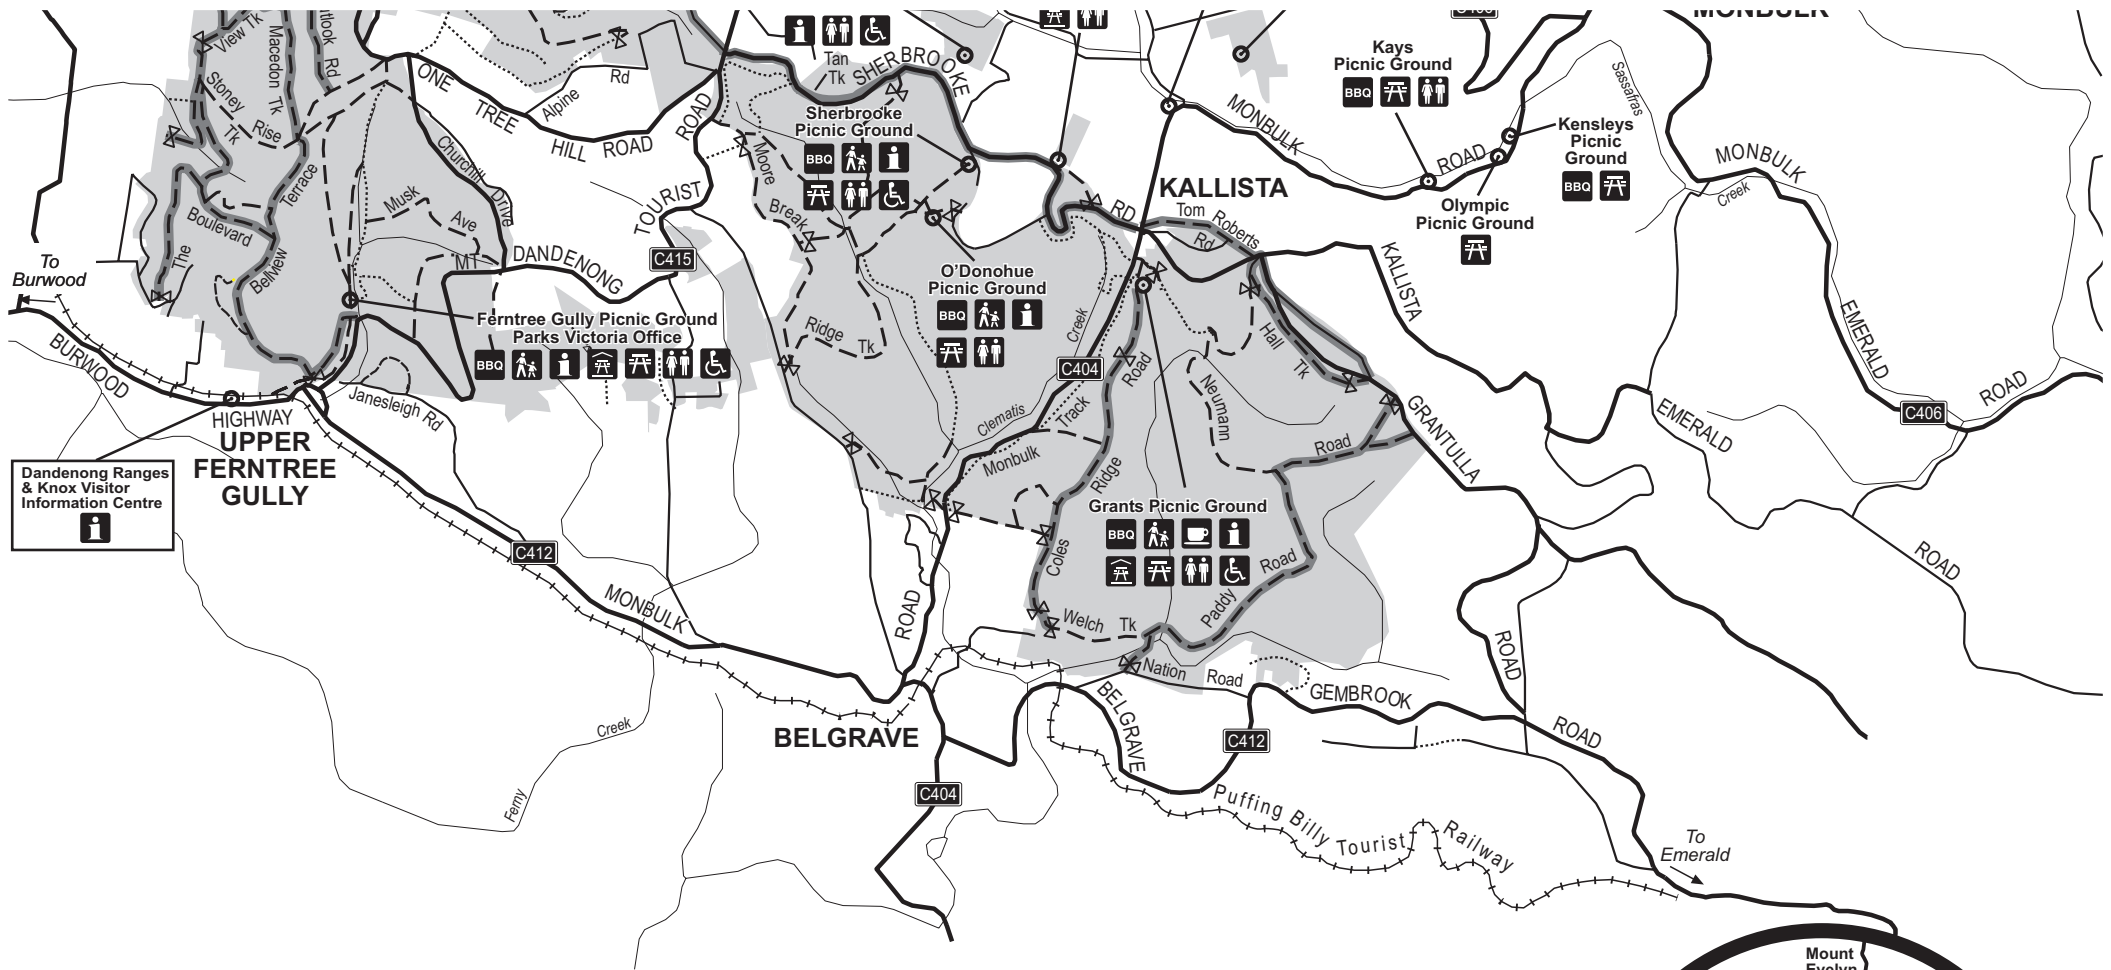 MONBULK
View Tk
Macedon Tk
Rd
Stoney
Tk
Rise
Terrace
The
Boulevard
Belview
Musk
Ave
Churchill
Drive
ONE
TREE
HILL ROAD
Alpine
Rd
MT
DANDENONG
TOURIST
ROAD
C415
Tan
Tk
SHERBROOKE
RD
Moore
Break
Sherbrooke
Picnic Ground
BBQ
O'Donohue
Picnic Ground
BBQ
Ridge
Tk
Kays
Picnic Ground
BBQ
Kensleys
Picnic
Ground
BBQ
Olympic
Picnic Ground
Sassafras
Creek
MONBULK
ROAD
MONBULK
EMERALD
ROAD
C406
KALLISTA
Tom Roberts
Rd
KALLISTA
EMERALD
ROAD
GRANTULLA
ROAD
Hall
Tk
Neumann
Road
Paddy
Road
Creek
Clematis
C404
Monbulk
Track
Coles
Ridge
Road
Grants Picnic Ground
BBQ
Welch Tk
Nation Road
To
Burwood
BURWOOD
HIGHWAY
Ferntree Gully Picnic Ground
Parks Victoria Office
BBQ
Janesleigh Rd
UPPER
FERNTREE
GULLY
Dandenong Ranges
& Knox Visitor
Information Centre
C412
MONBULK
ROAD
BELGRAVE
Ferny
Creek
C404
BELGRAVE
C412
GEMBROOK
ROAD
Puffing Billy Tourist Railway
To
Emerald
Mount
Evelyn